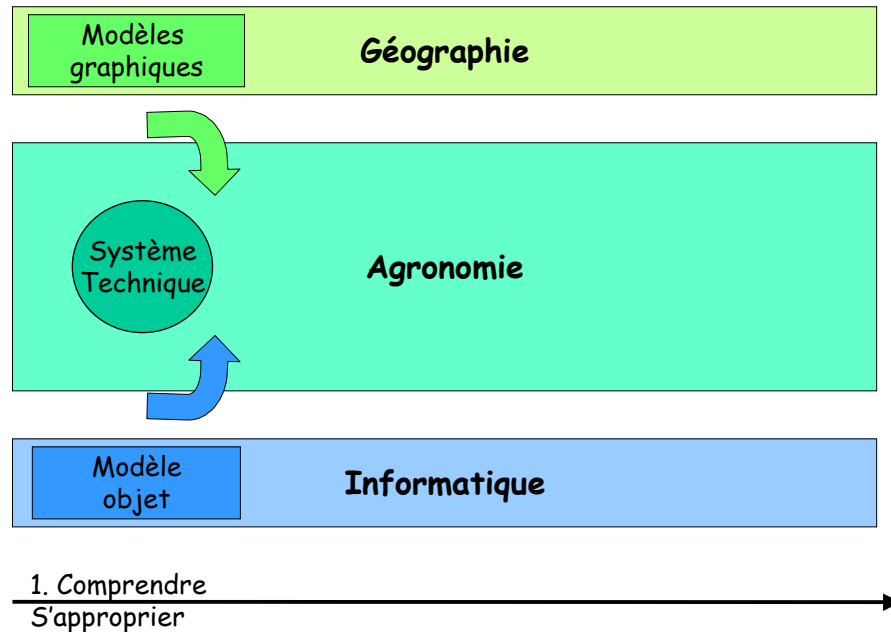 Modèles
graphiques
Géographie
Système
Technique
Agronomie
Modèle
objet
Informatique
1. Comprendre
S'approprier